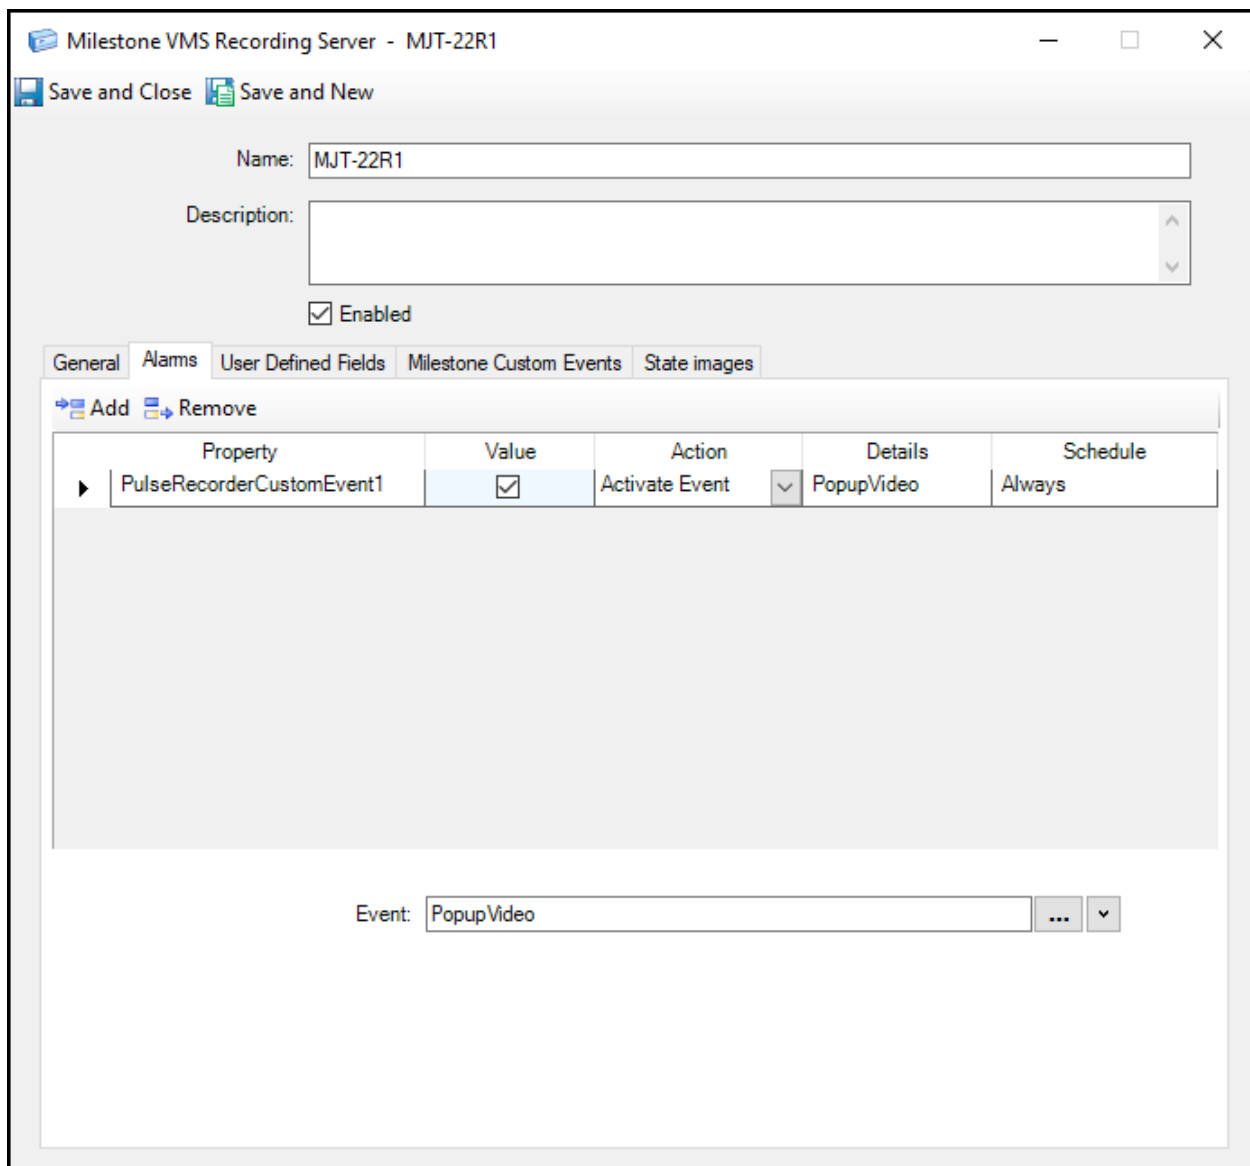 Milestone VMS Recording Server - MJT-22R1
Save and Close Save and New
Name: MJT-22R1
Description:
Enabled
General Alarms User Defined Fields Milestone Custom Events State images
Add Remove
Property Value Action Details Schedule
PulseRecorderCustomEvent1 Activate Event PopupVideo Always
Event: PopupVideo ...